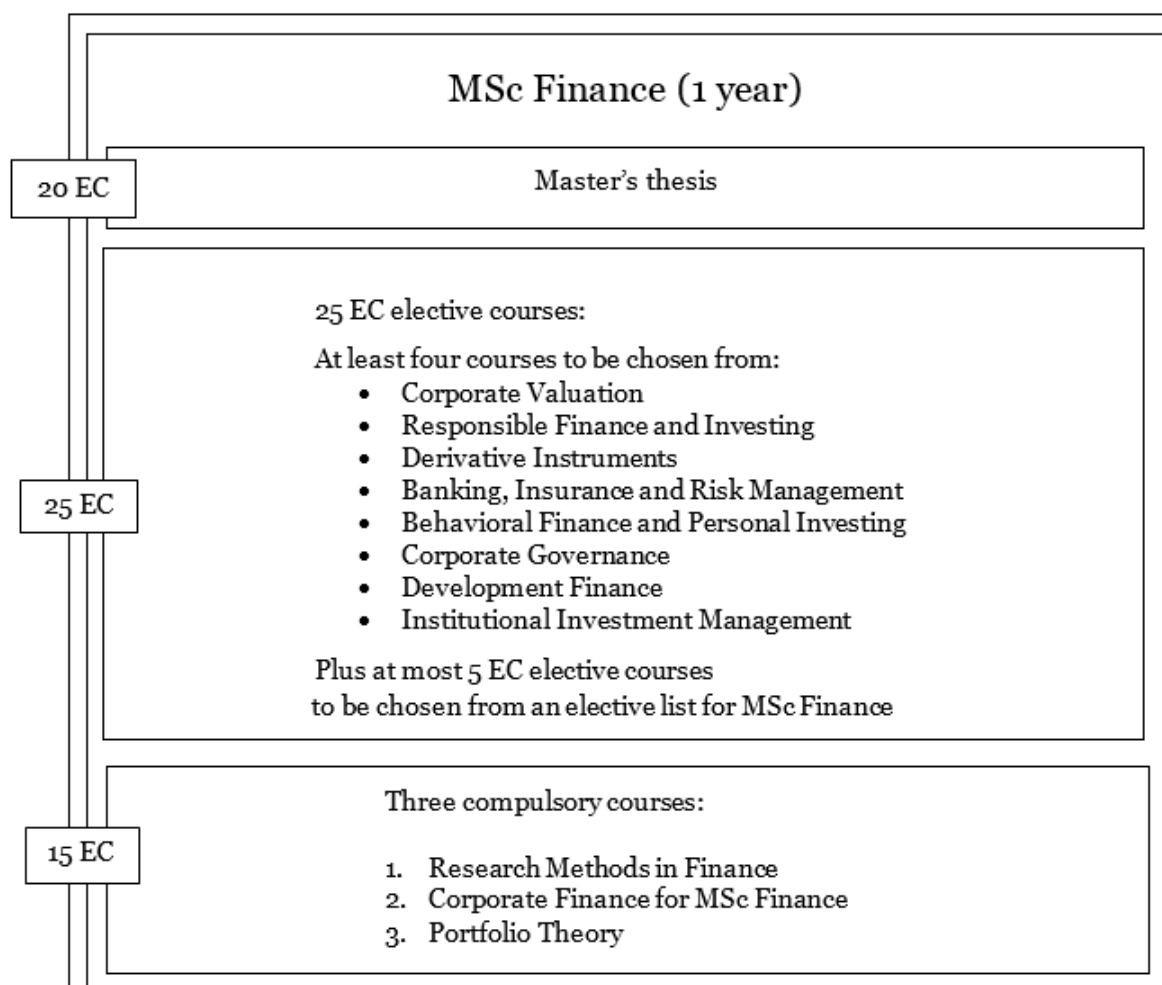 MSc Finance (1 year)
20 EC
Master’s thesis
25 EC
25 EC elective courses:
At least four courses to be chosen from:
• Corporate Valuation
• Responsible Finance and Investing
• Derivative Instruments
• Banking, Insurance and Risk Management
• Behavioral Finance and Personal Investing
• Corporate Governance
• Development Finance
• Institutional Investment Management
Plus at most 5 EC elective courses
to be chosen from an elective list for MSc Finance
15 EC
Three compulsory courses:
1. Research Methods in Finance
2. Corporate Finance for MSc Finance
3. Portfolio Theory